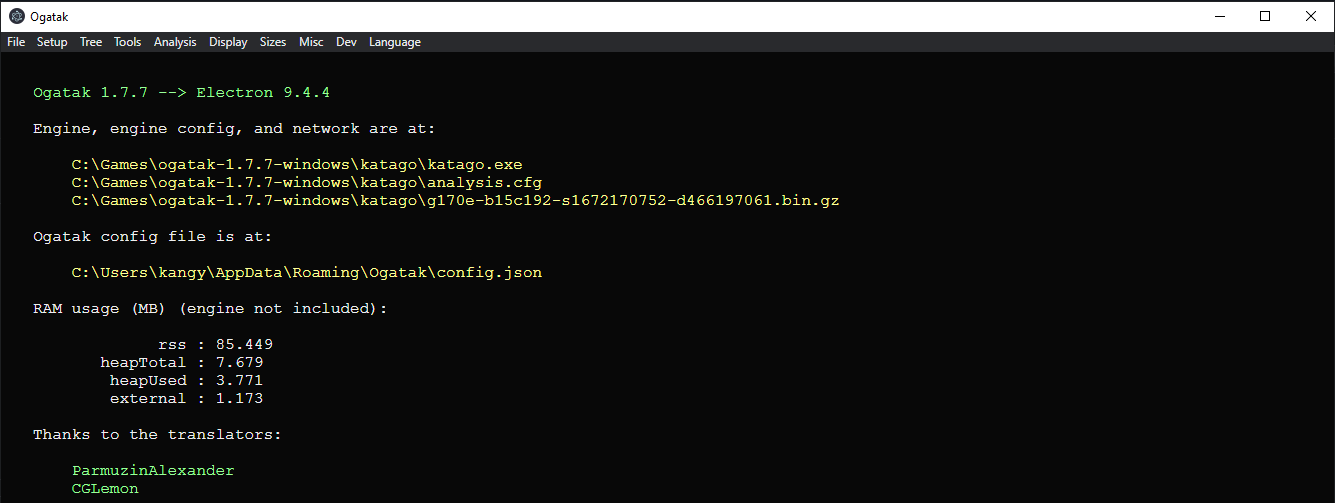 Ogatak
File Setup Tree Tools Analysis Display Sizes Misc Dev Language
Ogatak 1.7.7 --> Electron 9.4.4
Engine, engine config, and network are at:
C:\Games\ogatak-1.7.7-windows\katago\katago.exe
C:\Games\ogatak-1.7.7-windows\katago\analysis.cfg
C:\Games\ogatak-1.7.7-windows\katago\g170e-b15c192-s1672170752-d466197061.bin.gz
Ogatak config file is at:
C:\Users\kangy\AppData\Roaming\Ogatak\config.json
RAM usage (MB) (engine not included):
rss : 85.449
heapTotal : 7.679
heapUsed : 3.771
external : 1.173
Thanks to the translators:
ParmuzinAlexander
CGLemon